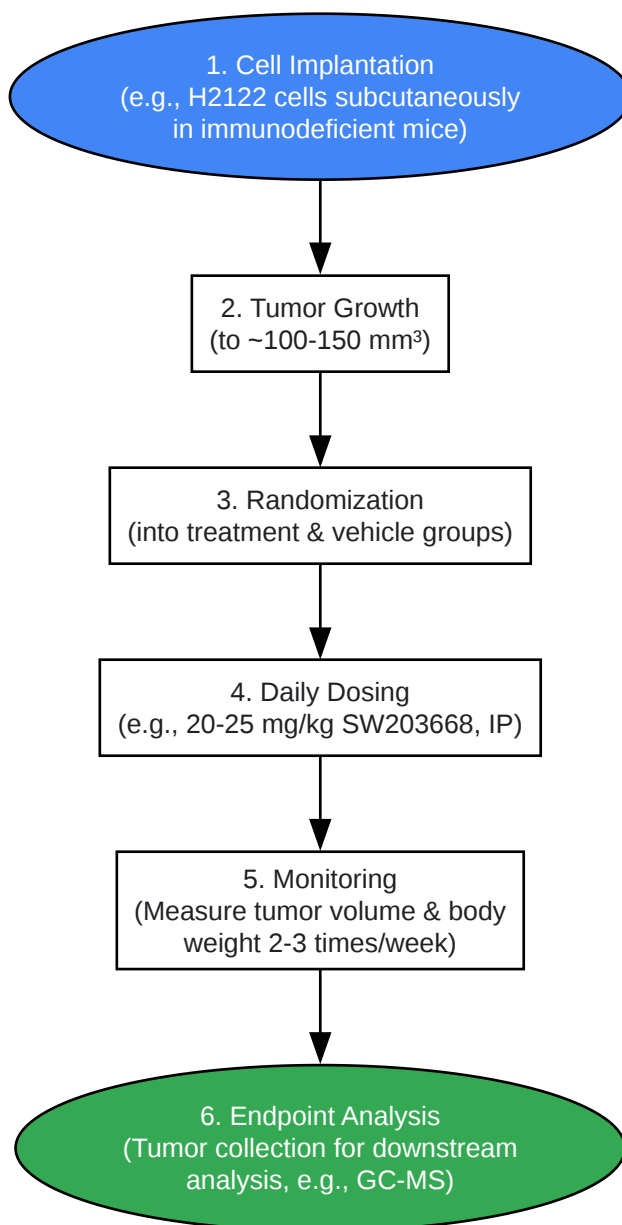 1. Cell Implantation
(e.g., H2122 cells subcutaneously
in immunodeficient mice)
2. Tumor Growth
(to ~100-150 mm³)
3. Randomization
(into treatment & vehicle groups)
4. Daily Dosing
(e.g., 20-25 mg/kg SW203668, IP)
5. Monitoring
(Measure tumor volume & body
weight 2-3 times/week)
6. Endpoint Analysis
(Tumor collection for downstream
analysis, e.g., GC-MS)